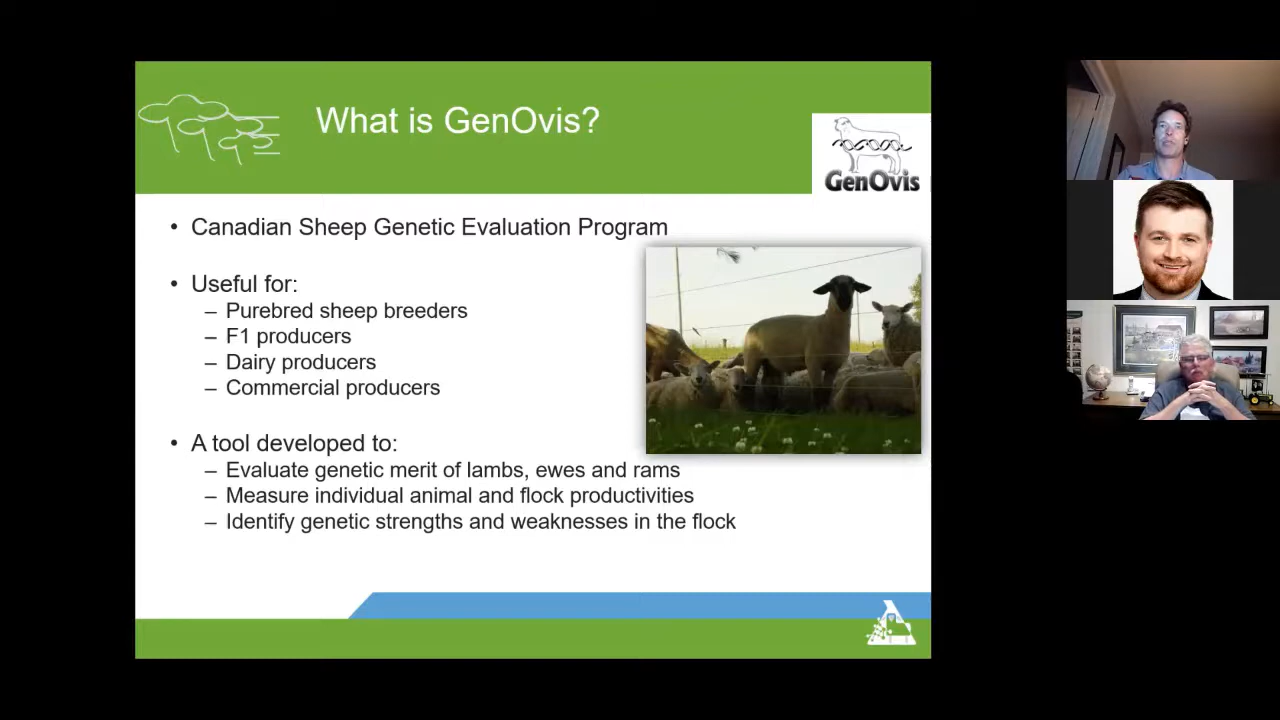 What is GenOvis?
GenOvis
• Canadian Sheep Genetic Evaluation Program
• Useful for:
– Purebred sheep breeders
– F1 producers
– Dairy producers
– Commercial producers
• A tool developed to:
– Evaluate genetic merit of lambs, ewes and rams
– Measure individual animal and flock productivities
– Identify genetic strengths and weaknesses in the flock